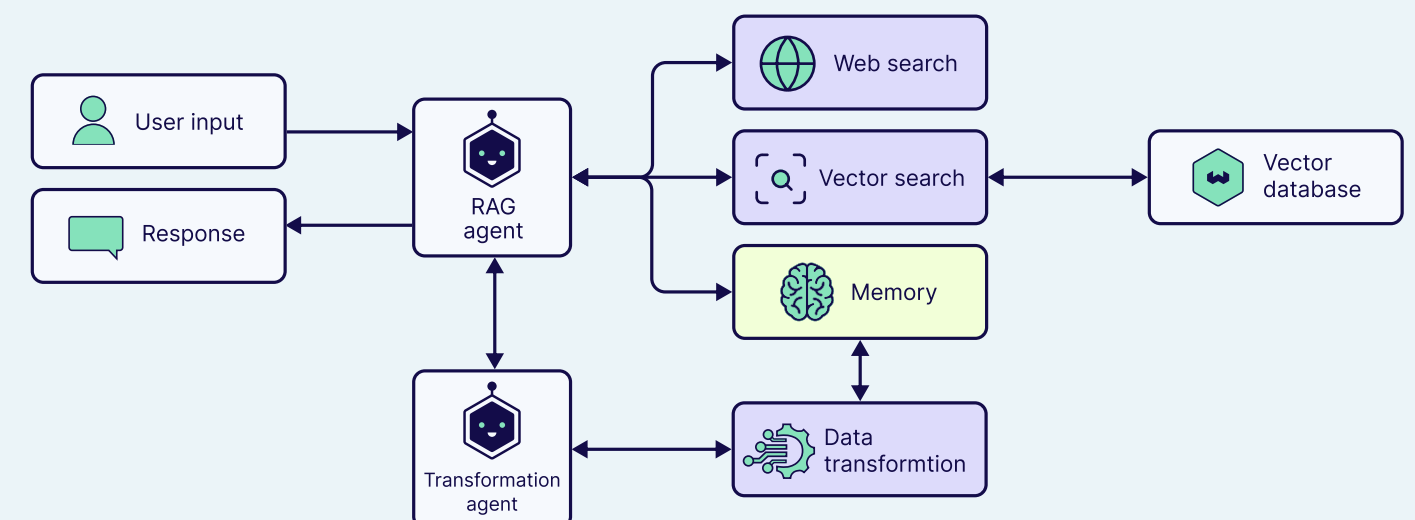 Web search
User input
Vector search
Vector
database
RAG
agent
Response
Memory
Data
transformtion
Transformation
agent